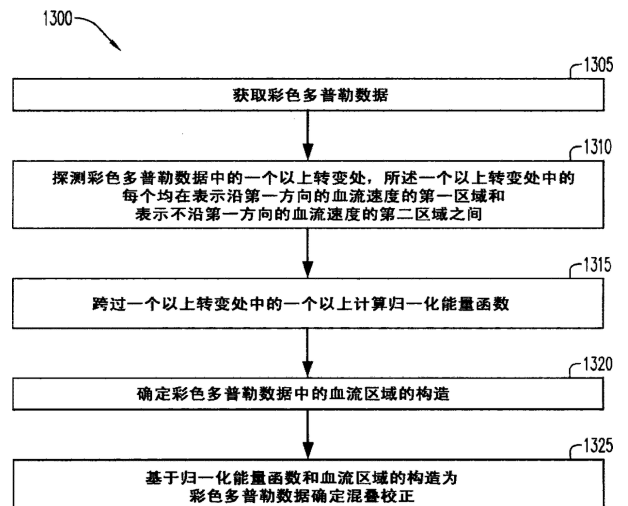 1300
1305
获取彩色多普勒数据
1310
探测彩色多普勒数据中的一个以上转变处，所述一个以上转变处中的
每个均在表示沿第一方向的血流速度的第一区域和
表示不沿第一方向的血流速度的第二区域之间
1315
跨过一个以上转变处中的一个以上计算归一化能量函数
1320
确定彩色多普勒数据中的血流区域的构造
1325
基于归一化能量函数和血流区域的构造为
彩色多普勒数据确定混叠校正